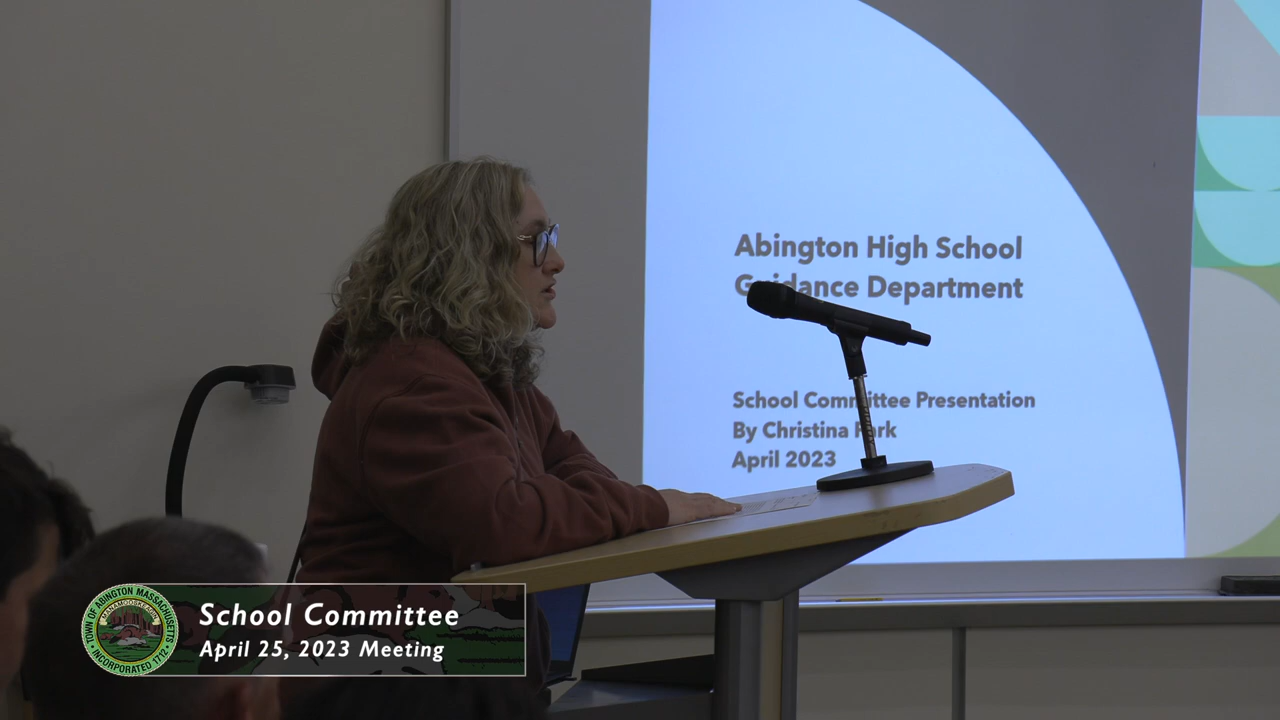 Abington High School
Guidance Department
School Committee Presentation
By Christina Park
April 2023
TOWN OF ABINGTON MASSACHUSETTS
MANAMOOSKEAGIN
INCORPORATED 1712
School Committee
April 25, 2023 Meeting